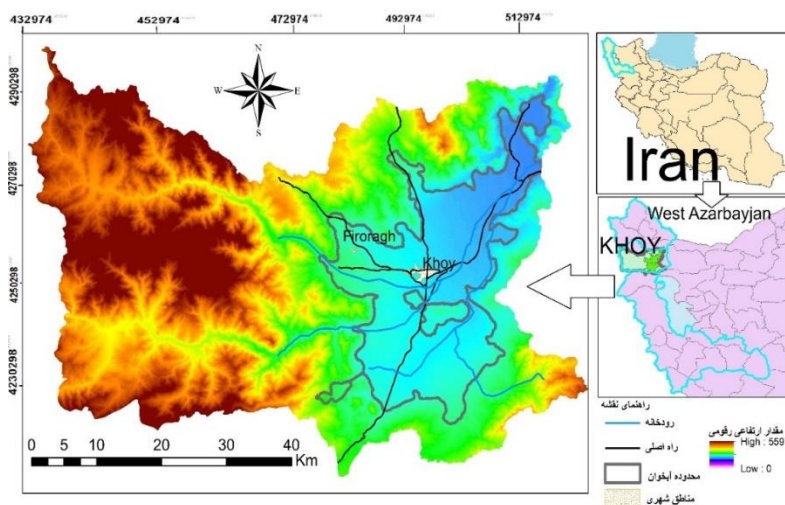 432974 452974 472974 492974 512974
4290298
4270298
4250298
4230298
N
W E
S
Firoragh
Khoy
0 5 10 20 30 40
Km
Iran
West Azarbayjan
KHOY
راهنمای نقشه
رودخانه
راه اصلی
محدوده آبخوان
مناطق شهری
مقدار ارتفاعی رقومی
High : 559
Low : 0